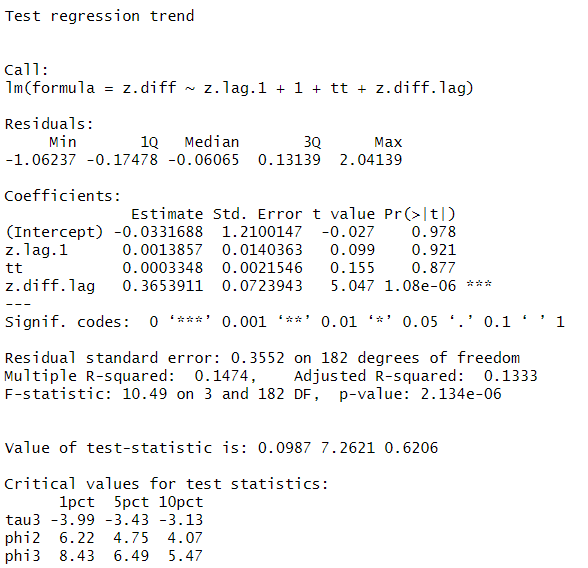 Test regression trend
Call:
lm(formula = z.diff ~ z.lag.1 + 1 + tt + z.diff.lag)
Residuals:
Min 1Q Median 3Q Max
-1.06237 -0.17478 -0.06065 0.13139 2.04139
Coefficients:
Estimate Std. Error t value Pr(>|t|)
(Intercept) -0.0331688 1.2100147 -0.027 0.978
z.lag.1 0.0013857 0.0140363 0.099 0.921
tt 0.0003348 0.0021546 0.155 0.877
z.diff.lag 0.3653911 0.0723943 5.047 1.08e-06 ***
---
Signif. codes: 0 ‘***’ 0.001 ‘**’ 0.01 ‘*’ 0.05 ‘.’ 0.1 ‘ ’ 1
Residual standard error: 0.3552 on 182 degrees of freedom
Multiple R-squared: 0.1474, Adjusted R-squared: 0.1333
F-statistic: 10.49 on 3 and 182 DF, p-value: 2.134e-06
Value of test-statistic is: 0.0987 7.2621 0.6206
Critical values for test statistics:
1pct 5pct 10pct
tau3 -3.99 -3.43 -3.13
phi2 6.22 4.75 4.07
phi3 8.43 6.49 5.47